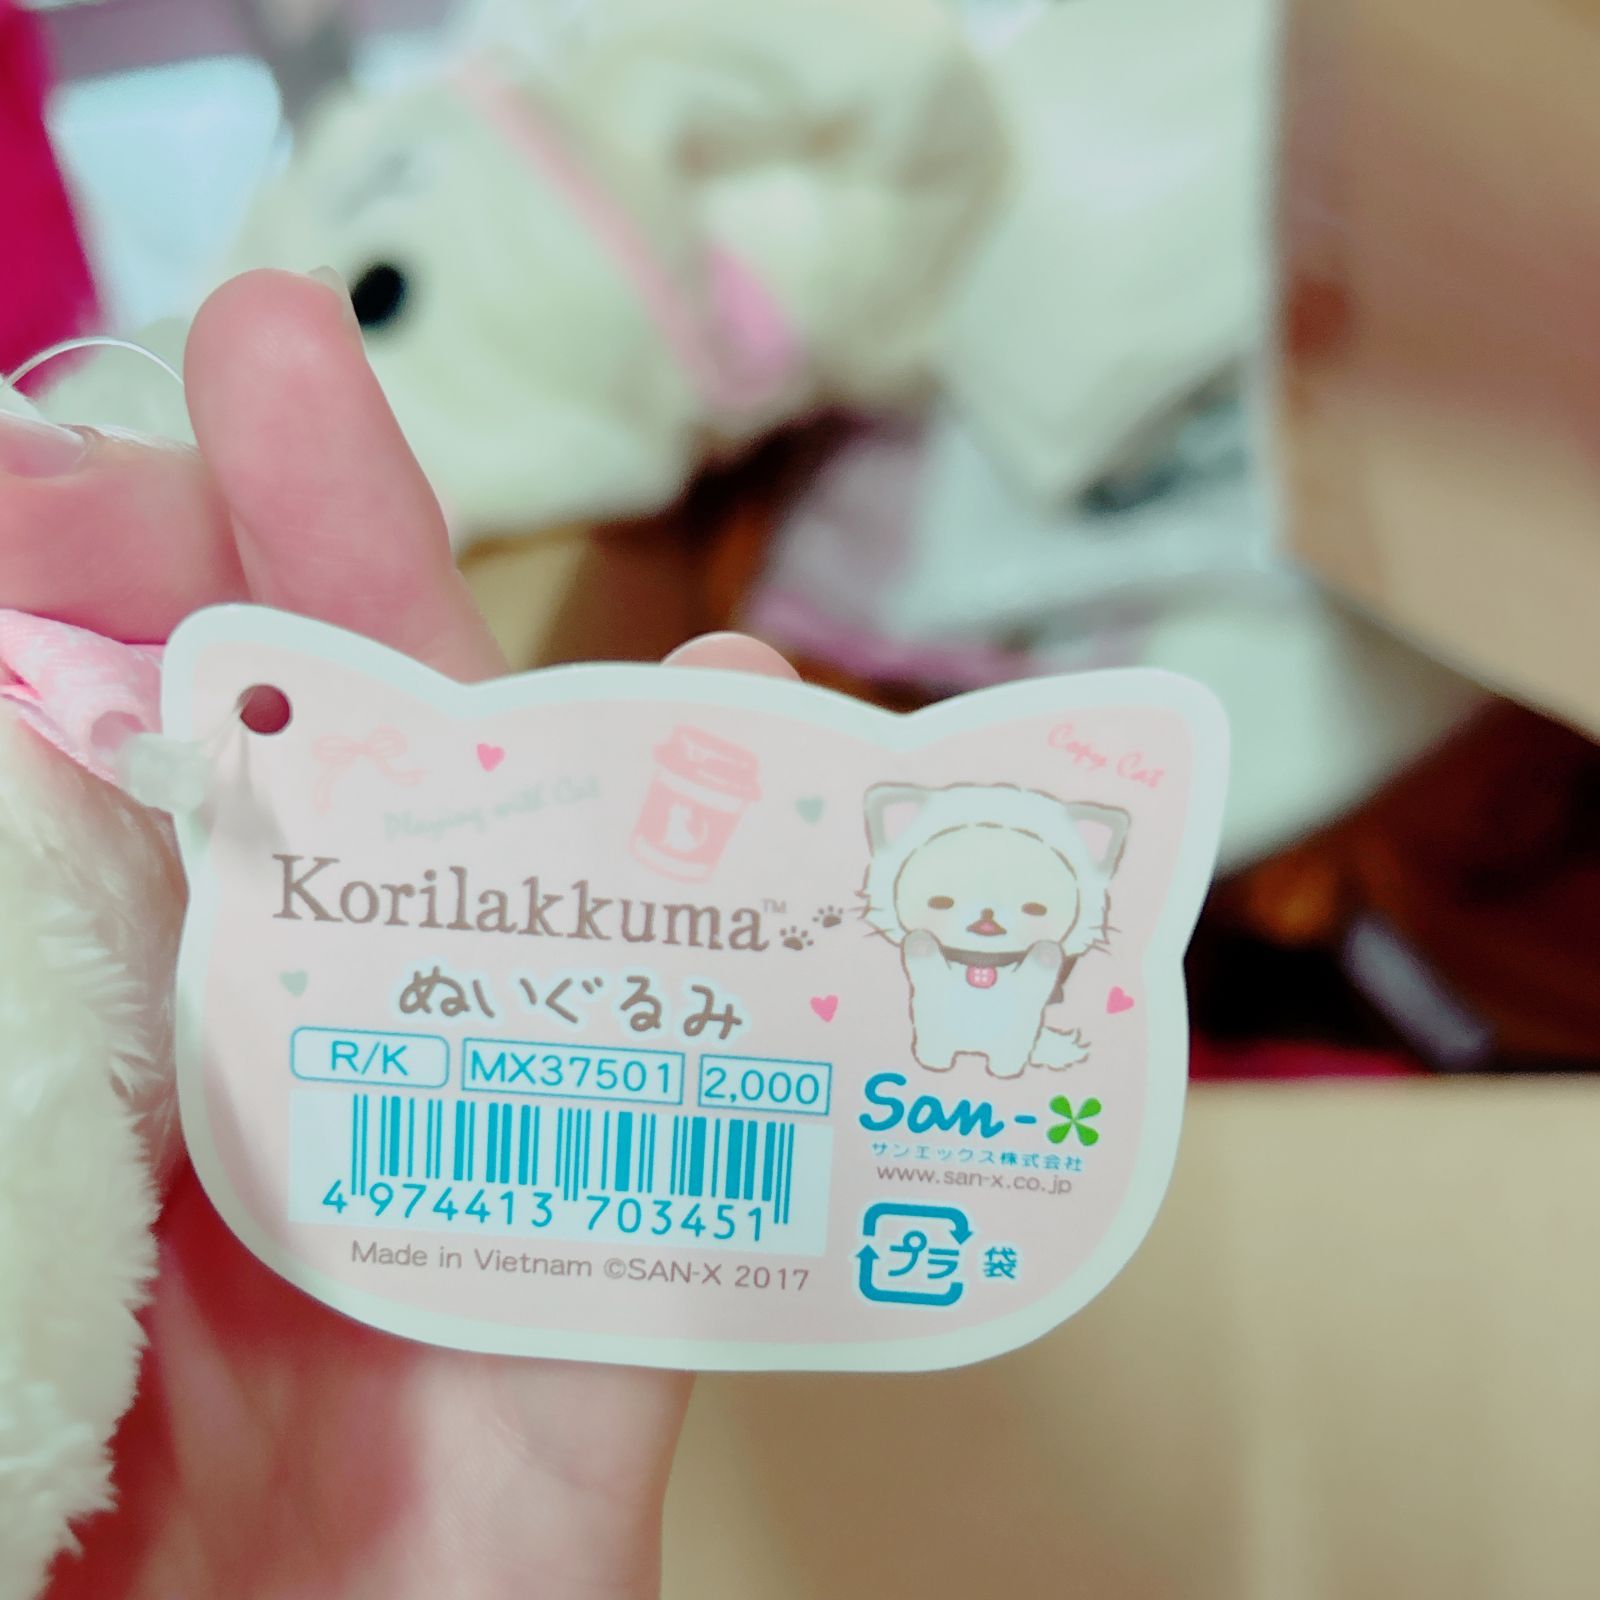 Copy Cat
Playing with Cat
Korilakkuma™
ぬいぐるみ
R/K MX37501 2,000
4 974413 703451
Made in Vietnam ©SAN-X 2017
San-X
サンエックス株式会社
www.san-x.co.jp
プラ 袋